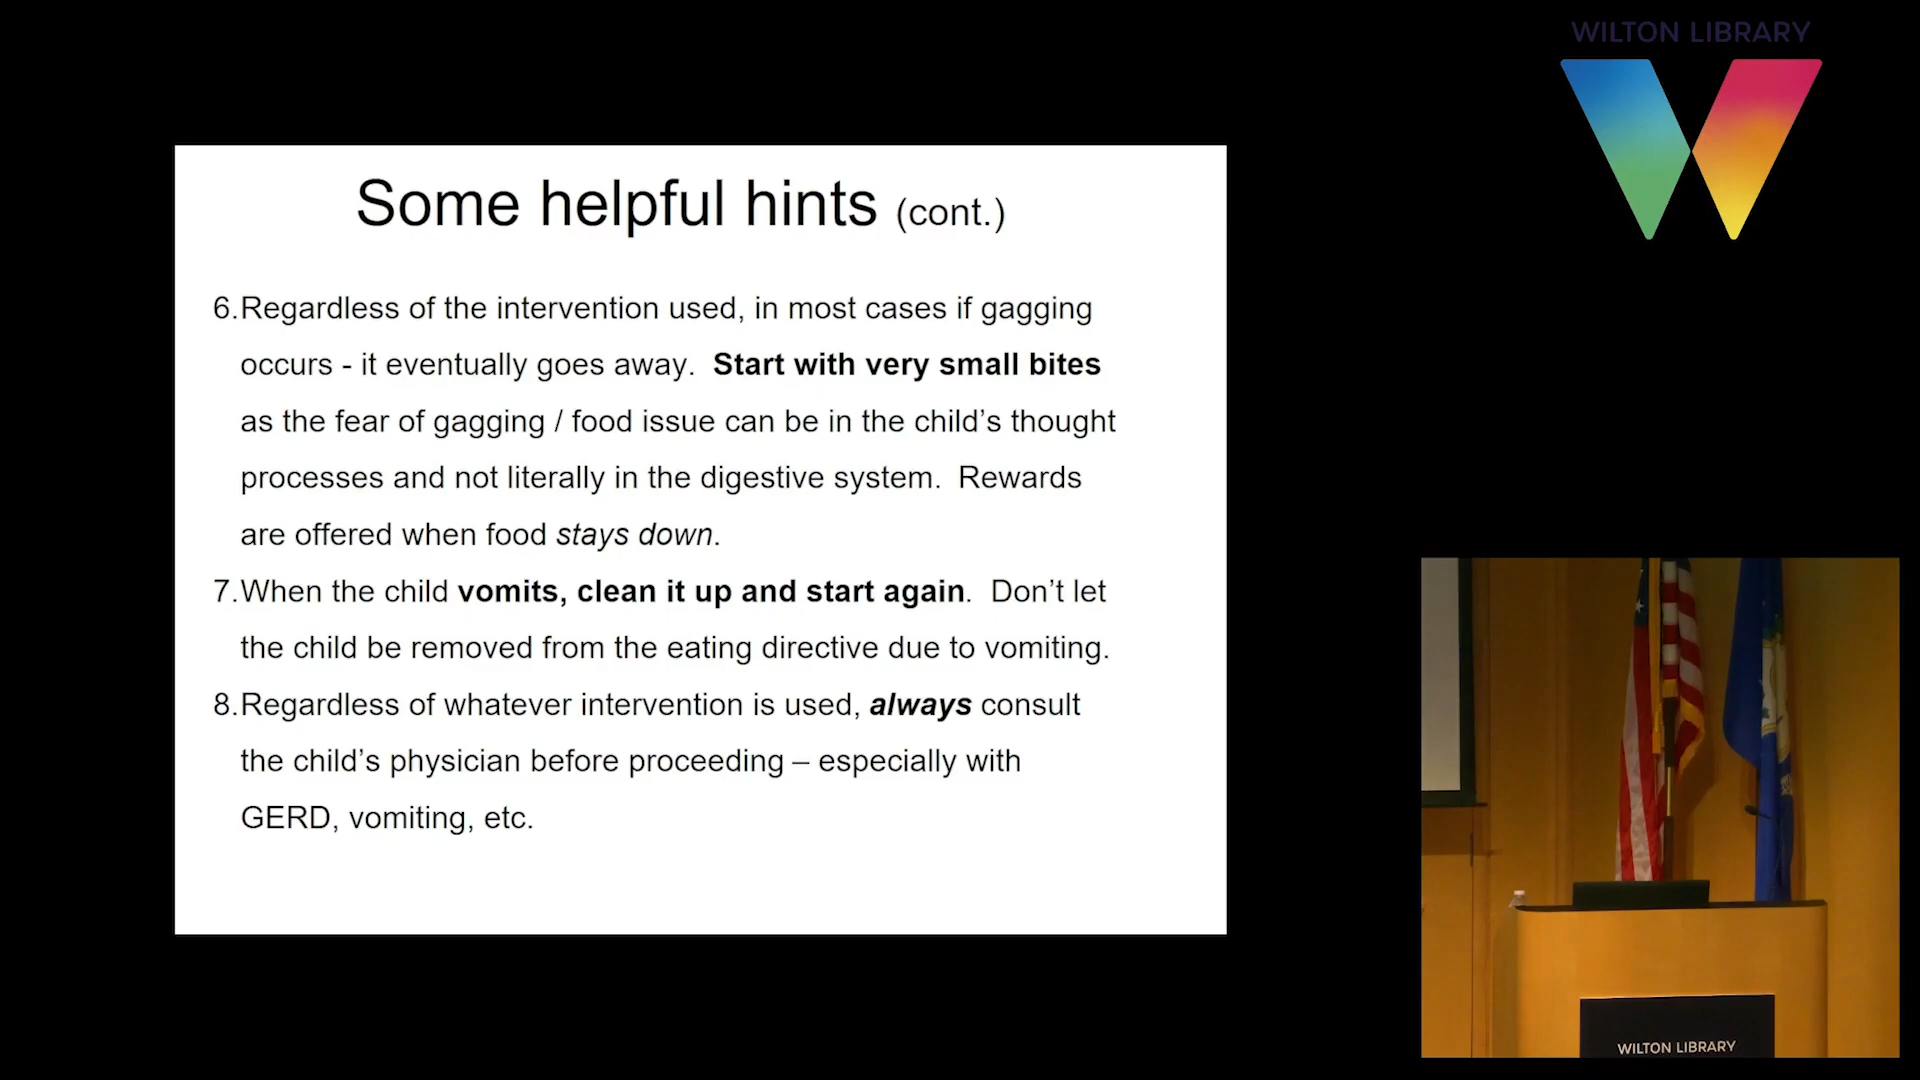 WILTON LIBRARY
Some helpful hints (cont.)
6.Regardless of the intervention used, in most cases if gagging
occurs - it eventually goes away.  Start with very small bites
as the fear of gagging / food issue can be in the child’s thought
processes and not literally in the digestive system.  Rewards
are offered when food stays down.
7.When the child vomits, clean it up and start again.  Don’t let
the child be removed from the eating directive due to vomiting.
8.Regardless of whatever intervention is used, always consult
the child’s physician before proceeding – especially with
GERD, vomiting, etc.
WILTON LIBRARY